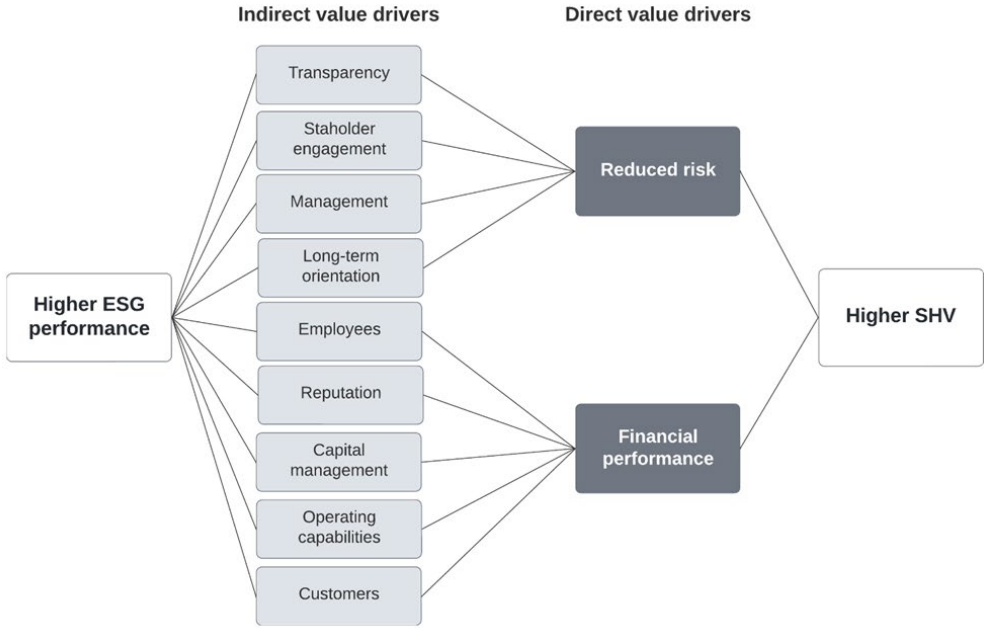 Indirect value drivers
Direct value drivers
Transparency
Staholder
engagement
Management
Long-term
orientation
Employees
Reputation
Capital
management
Operating
capabilities
Customers
Higher ESG
performance
Reduced risk
Financial
performance
Higher SHV